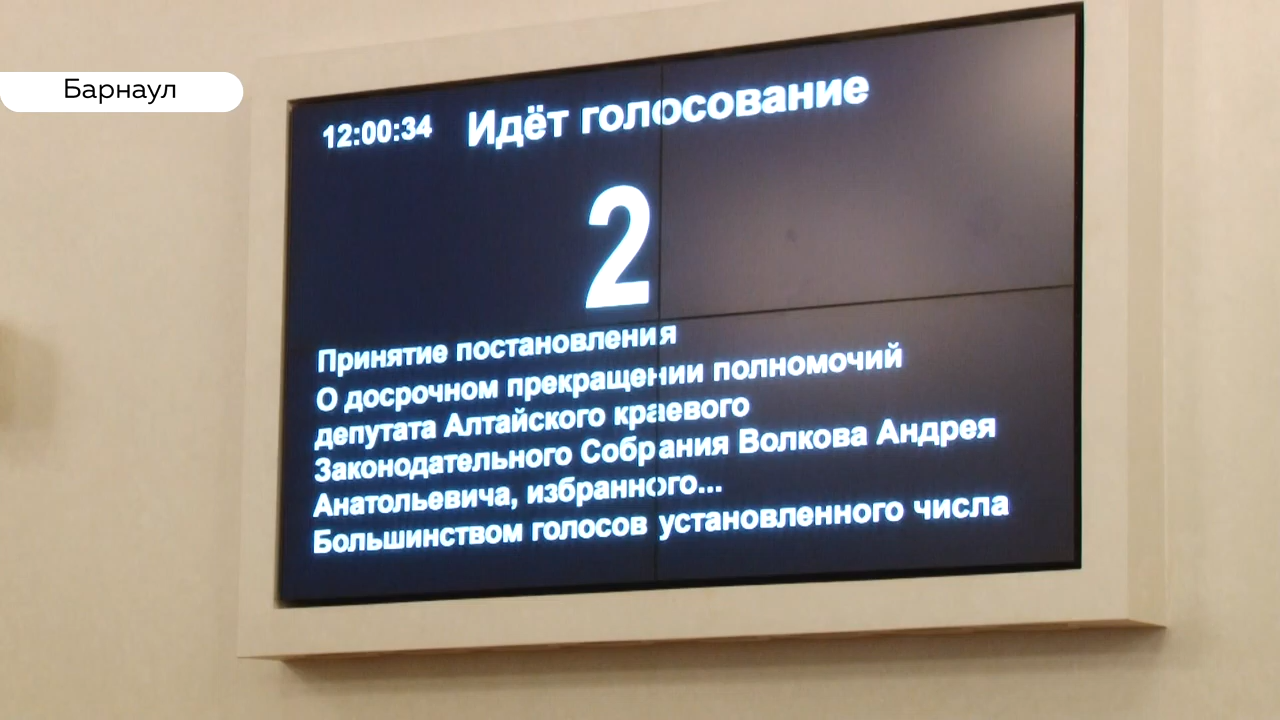 Барнаул
12:00:34 Идёт голосование
2
Принятие постановления
О досрочном прекращении полномочий
депутата Алтайского краевого
Законодательного Собрания Волкова Андрея
Анатольевича, избранного...
Большинством голосов установленного числа